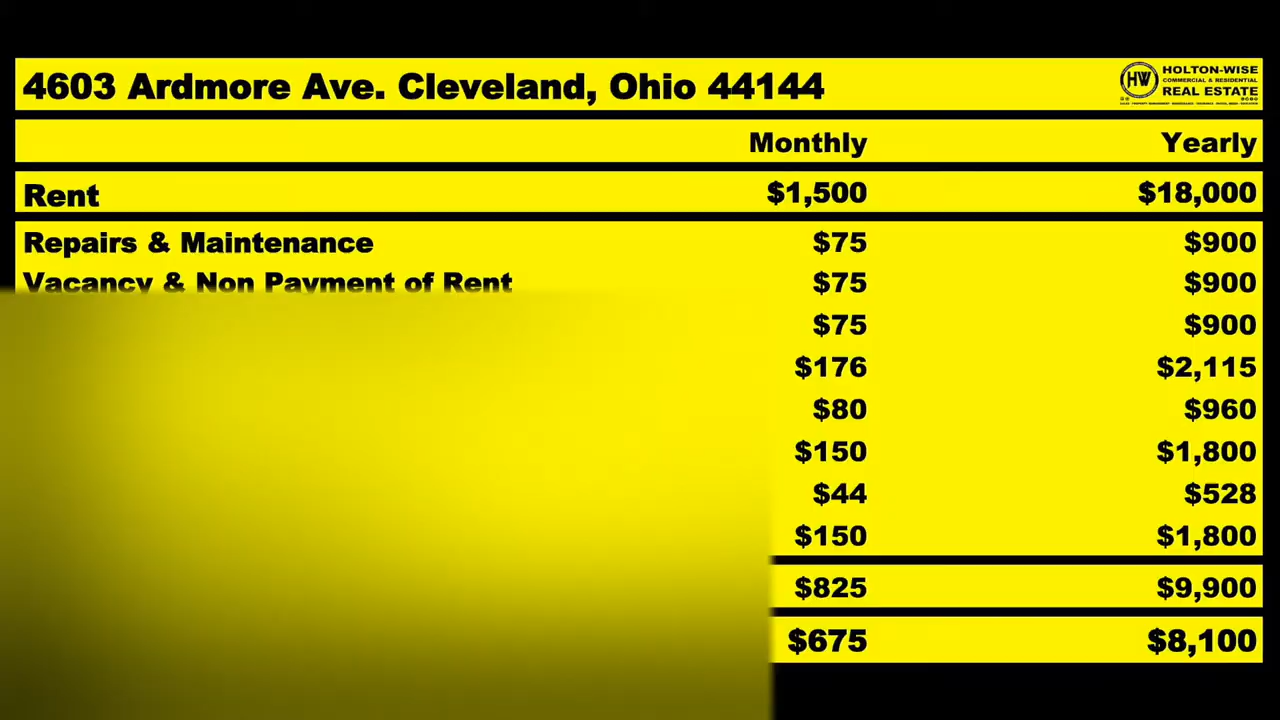 4603 Ardmore Ave. Cleveland, Ohio 44144
HW
HOLTON-WISE
COMMERCIAL & RESIDENTIAL
REAL ESTATE
Monthly Yearly
Rent $1,500 $18,000
Repairs & Maintenance $75 $900
Vacancy & Non Payment of Rent $75 $900
$75 $900
$176 $2,115
$80 $960
$150 $1,800
$44 $528
$150 $1,800
$825 $9,900
$675 $8,100